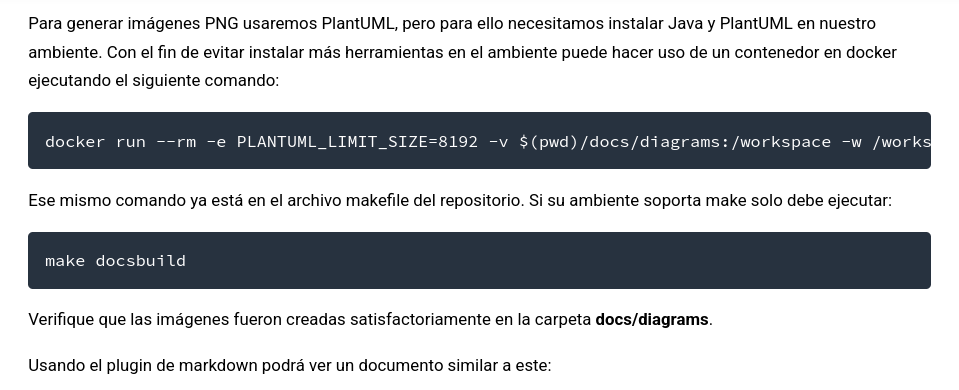 Para generar imágenes PNG usaremos PlantUML, pero para ello necesitamos instalar Java y PlantUML en nuestro
ambiente. Con el fin de evitar instalar más herramientas en el ambiente puede hacer uso de un contenedor en docker
ejecutando el siguiente comando:
docker run --rm -e PLANTUML_LIMIT_SIZE=8192 -v $(pwd)/docs/diagrams:/workspace -w /works
Ese mismo comando ya está en el archivo makefile del repositorio. Si su ambiente soporta make solo debe ejecutar:
make docsbuild
Verifique que las imágenes fueron creadas satisfactoriamente en la carpeta docs/diagrams.
Usando el plugin de markdown podrá ver un documento similar a este: